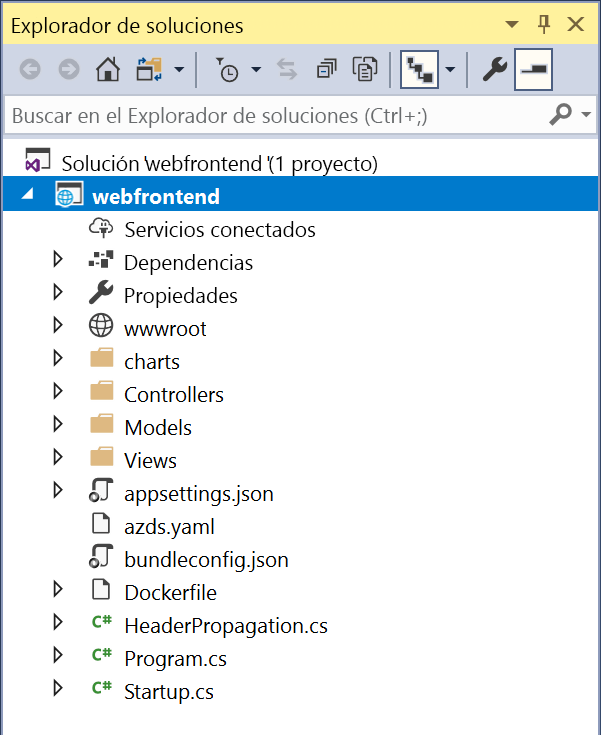 Explorador de soluciones
Buscar en el Explorador de soluciones (Ctrl+;)
Solución 'webfrontend '(1 proyecto)
webfrontend
Servicios conectados
Dependencias
Propiedades
wwwroot
charts
Controllers
Models
Views
appsettings.json
azds.yaml
bundleconfig.json
Dockerfile
C# HeaderPropagation.cs
C# Program.cs
C# Startup.cs